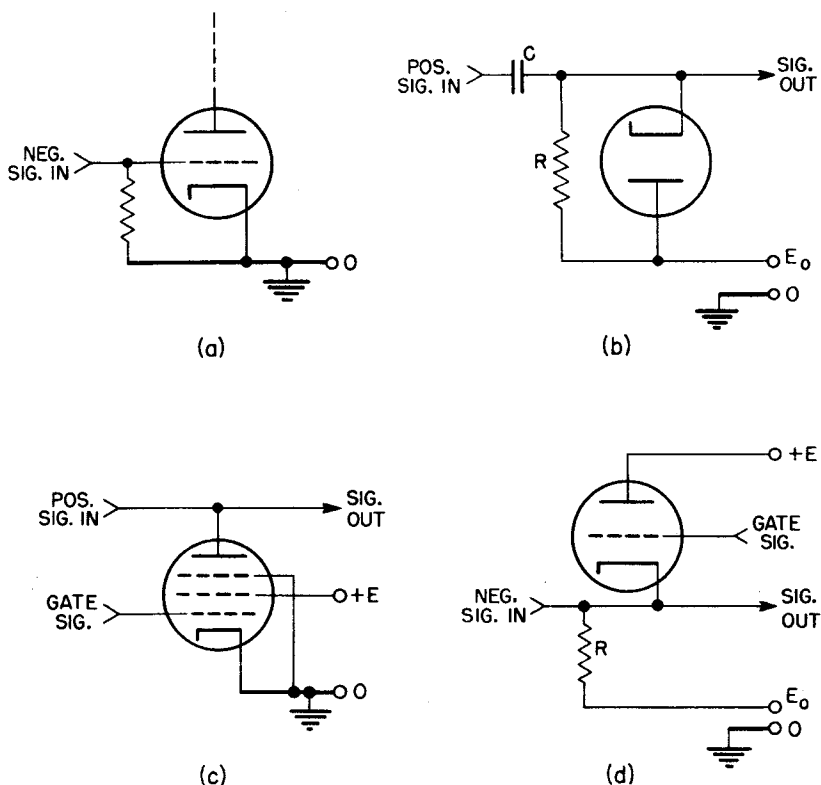 NEG.
SIG. IN
O
(a)
POS.
SIG. IN
C
SIG.
OUT
R
E₀
O
(b)
POS.
SIG. IN
SIG.
OUT
GATE
SIG.
+E
O
(c)
+E
GATE
SIG.
NEG.
SIG. IN
SIG.
OUT
R
E₀
O
(d)